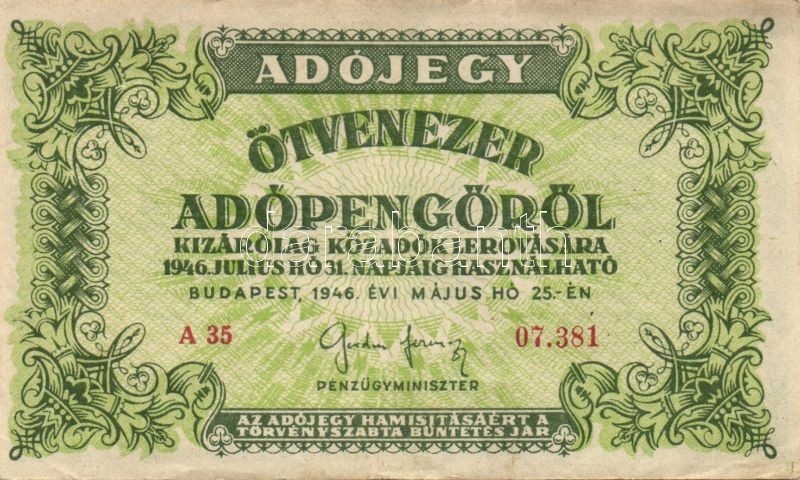 ADÓJEGY
ÖTVENEZER
ADÓPENGŐRŐL
KIZÁRÓLAG KÖZADÓK LEROVÁSÁRA
1946. JULIUS HÓ 31. NAPJÁIG HASZNÁLHATÓ
BUDAPEST, 1946. ÉVI MÁJUS HÓ 25.-ÉN
A 35 07.381
PÉNZÜGYMINISZTER
AZ ADÓJEGY HAMISITÁSÁÉRT A
TÖRVÉNYSZABTA BÜNTETÉS JÁR